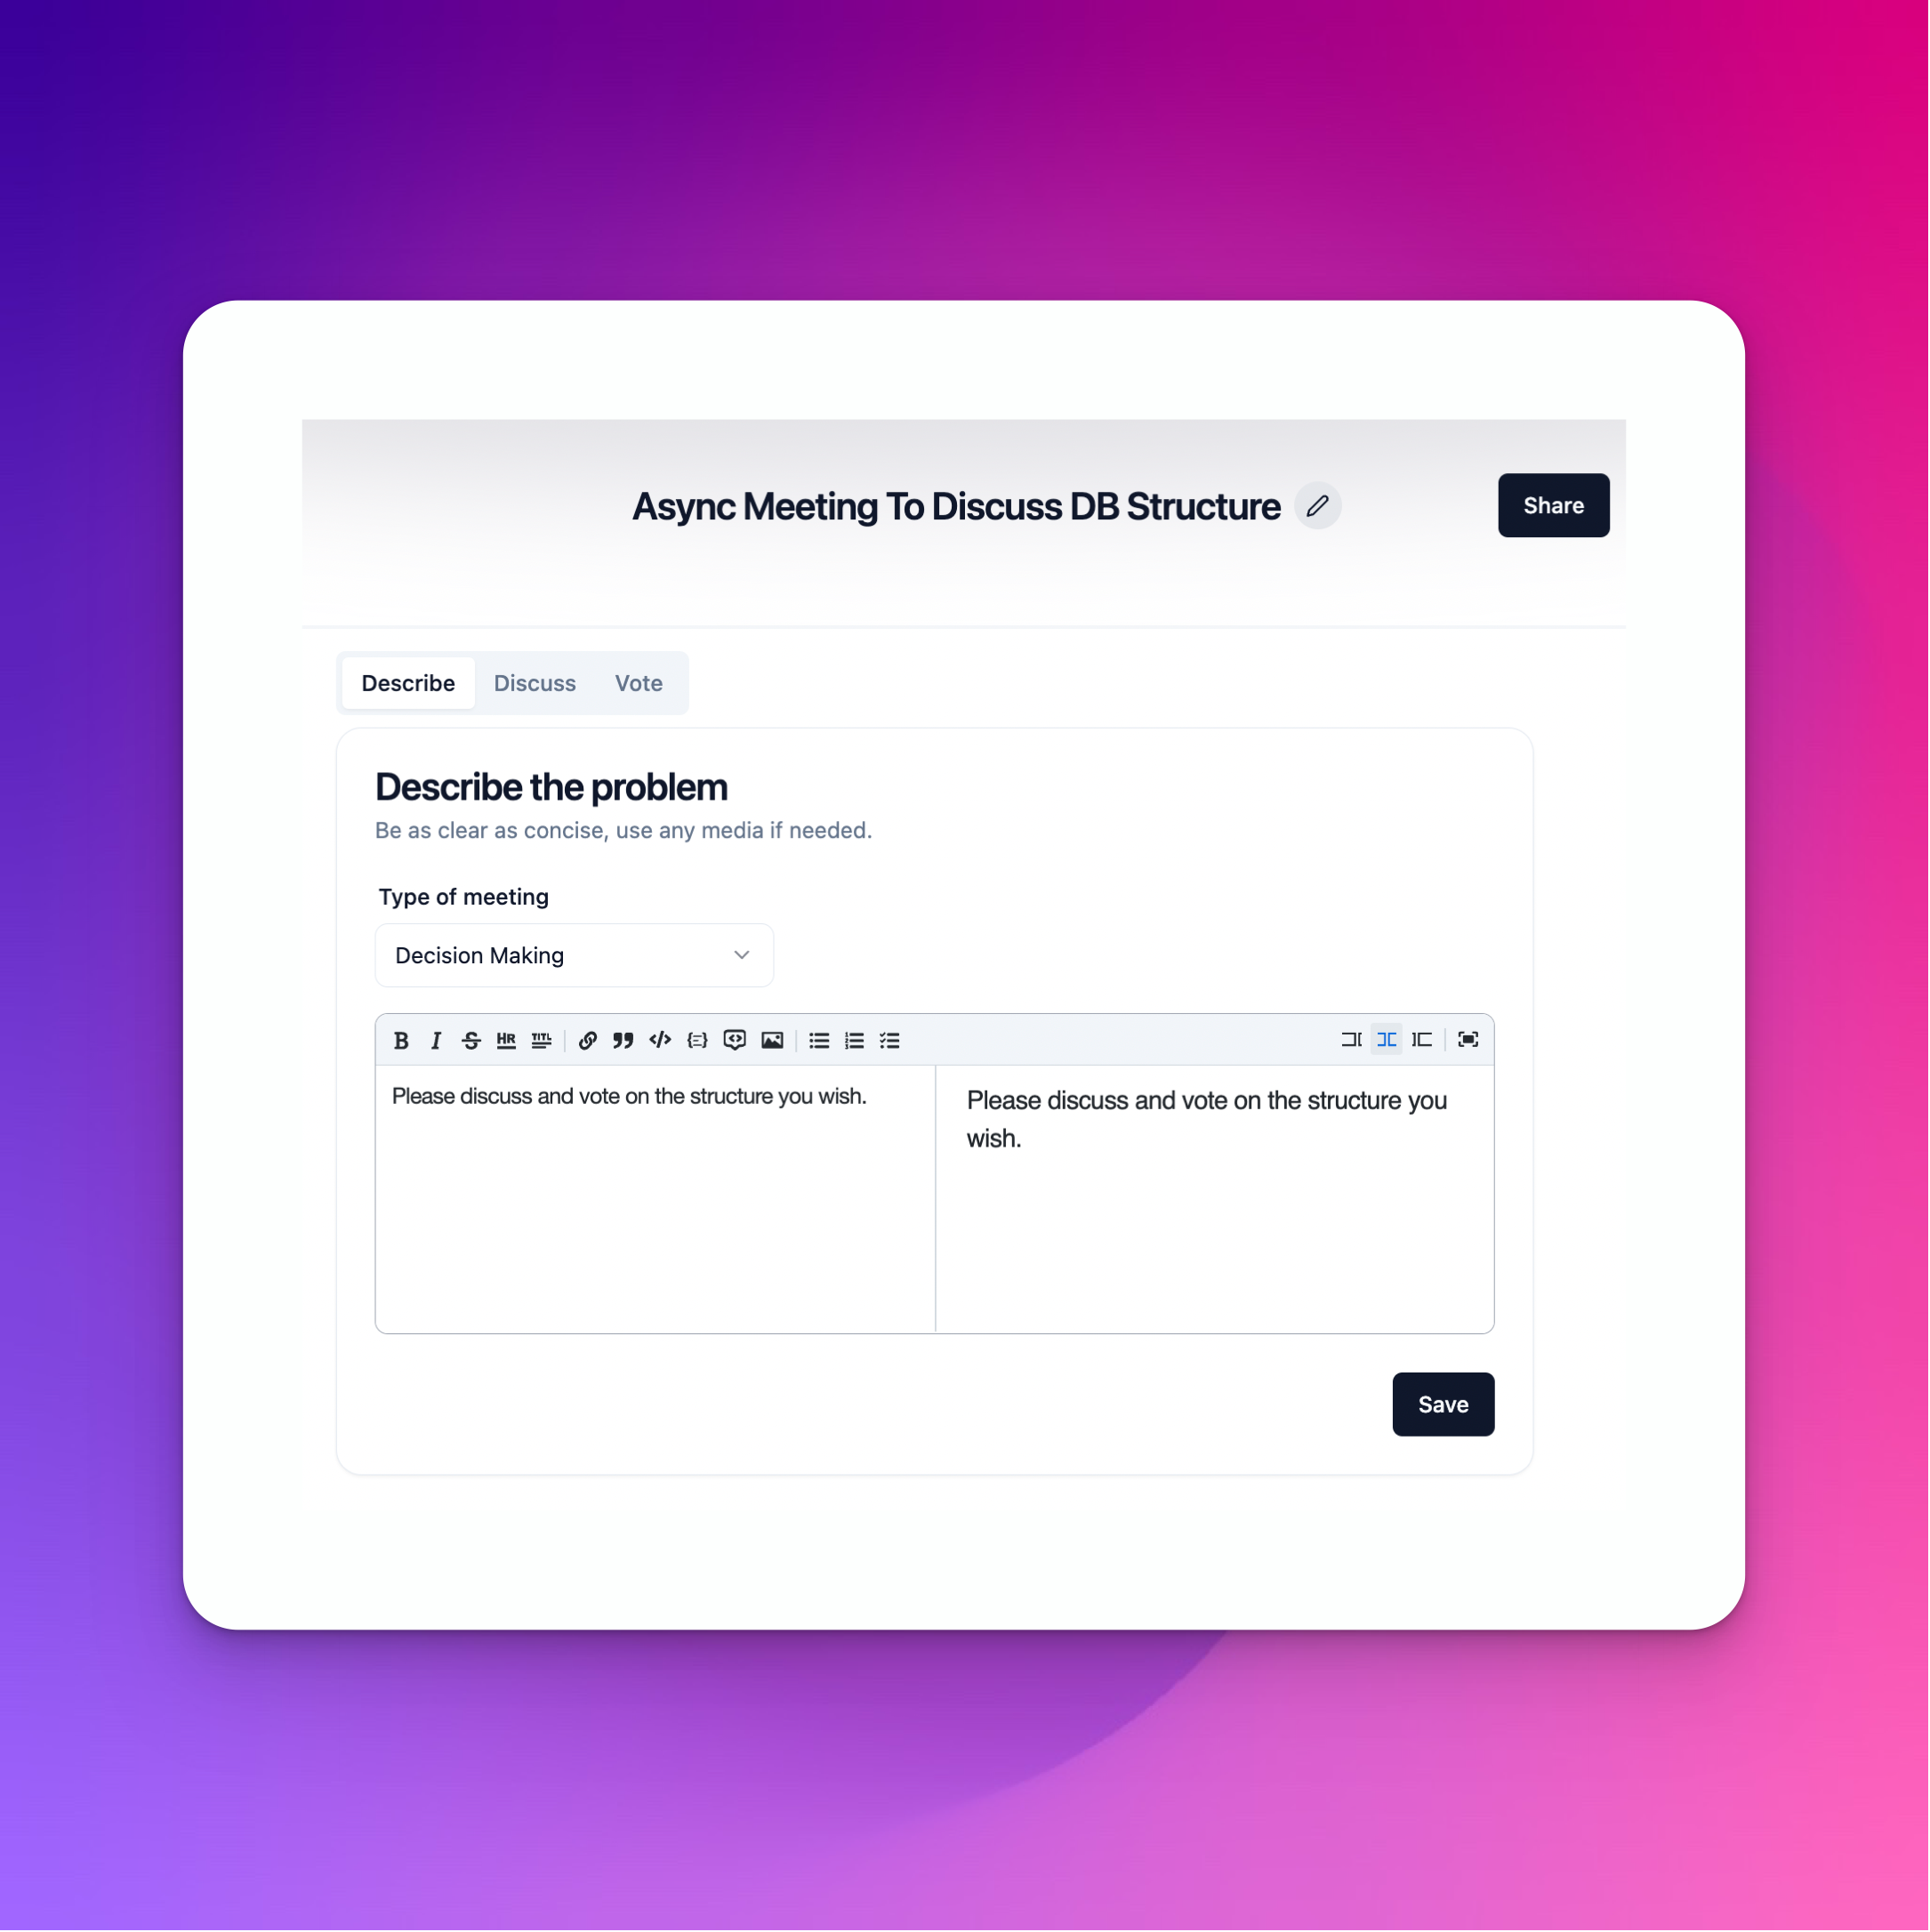 Async Meeting To Discuss DB Structure
Share
Describe Discuss Vote
Describe the problem
Be as clear as concise, use any media if needed.
Type of meeting
Decision Making
B I S HR TITL
Please discuss and vote on the structure you wish.
Please discuss and vote on the structure you
wish.
Save